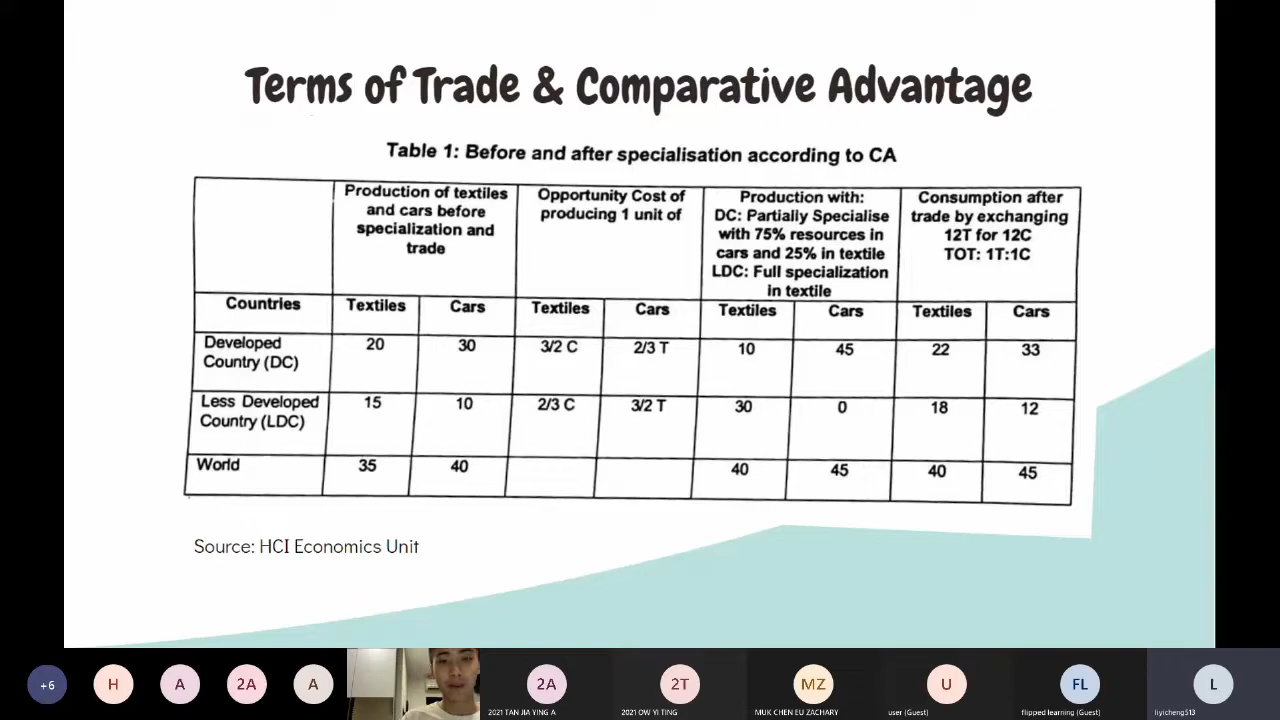 Terms of Trade & Comparative Advantage
Table 1: Before and after specialisation according to CA
Production of textiles
and cars before
specialization and
trade
Opportunity Cost of
producing 1 unit of
Production with:
DC: Partially Specialise
with 75% resources in
cars and 25% in textile
LDC: Full specialization
in textile
Consumption after
trade by exchanging
12T for 12C
TOT: 1T:1C
Countries Textiles Cars Textiles Cars Textiles Cars Textiles Cars
Developed
Country (DC) 20 30 3/2 C 2/3 T 10 45 22 33
Less Developed
Country (LDC) 15 10 2/3 C 3/2 T 30 0 18 12
World 35 40 40 45 40 45
Source: HCI Economics Unit
+6 H A 2A A 2A 2T MZ U FL L
2021 TAN JIA YING A 2021 OW YI TING MUK CHEN EU ZACHARY user (Guest) flipped learning (Guest) liyicheng513